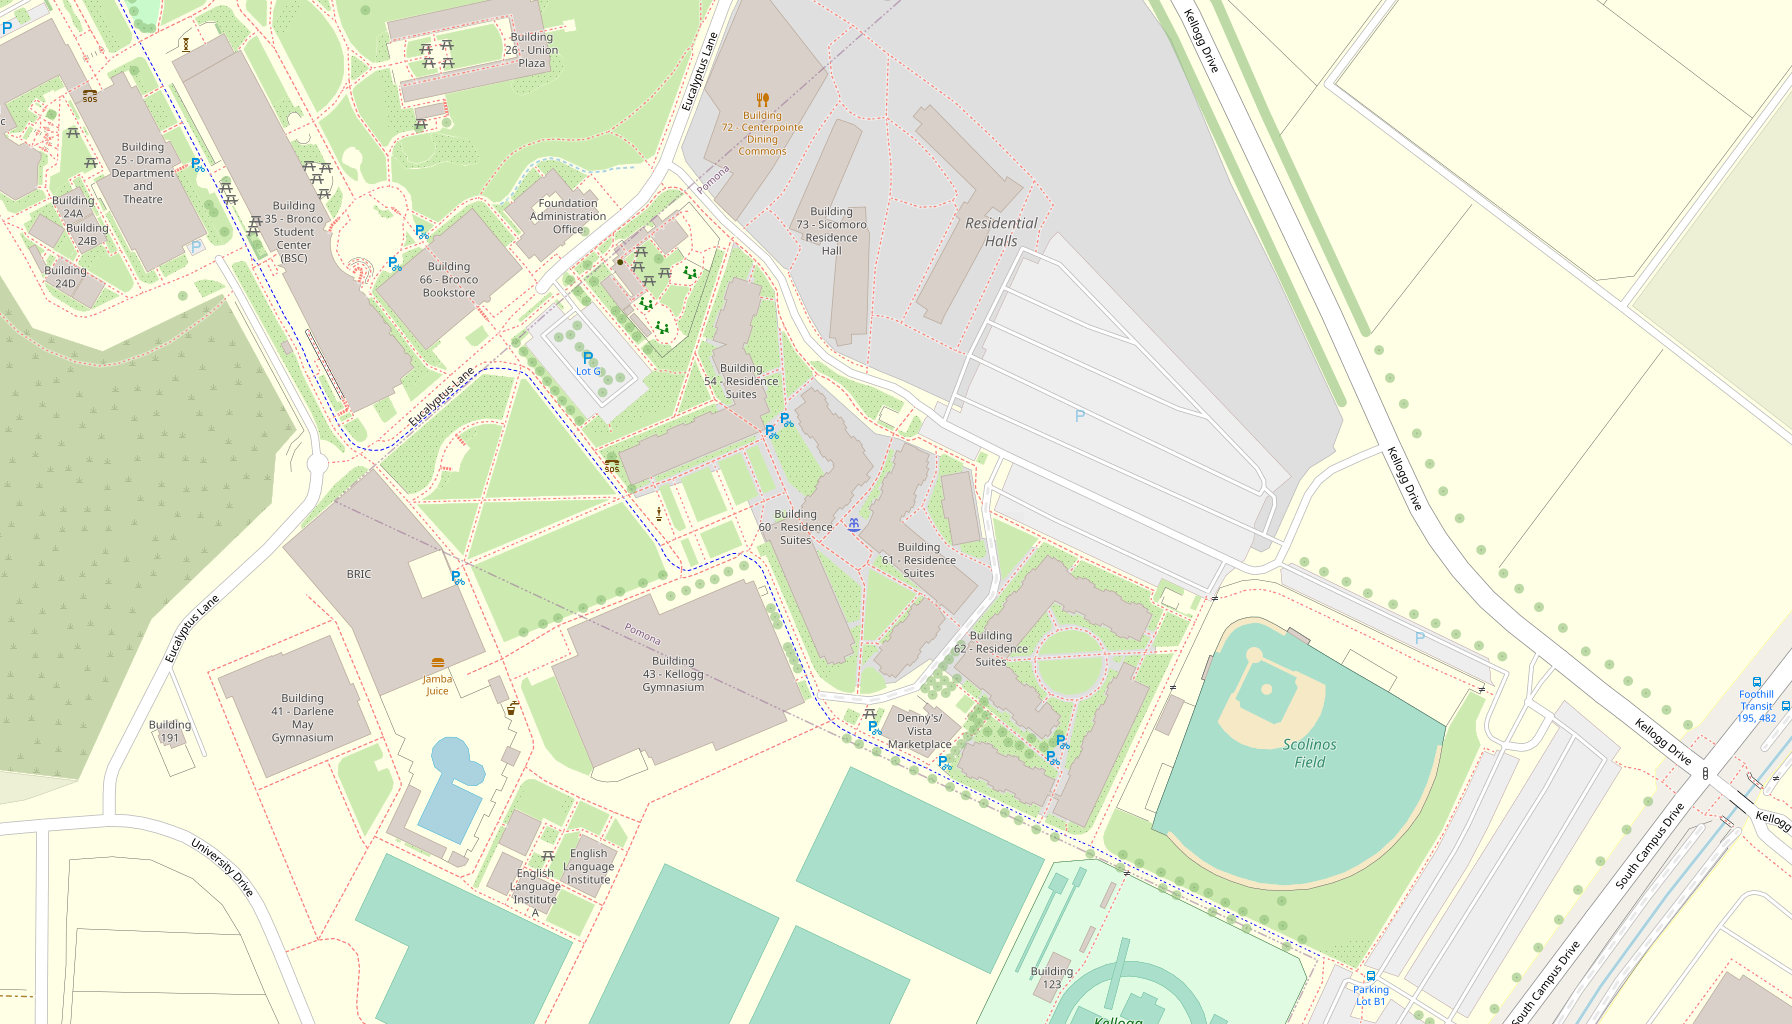 Building
26 - Union
Plaza
Eucalyptus Lane
Kellogg Drive
P
sos
c
Building
72 - Centerpointe
Dining
Commons
Building
25 - Drama
Department
and
Theatre
P
Building
24A
Building
24B
Building
24D
P
Building
35 - Bronco
Student
Center
(BSC)
Foundation
Administration
Office
Pomona
P
P
Building
66 - Bronco
Bookstore
Building
73 - Sicomoro
Residence
Hall
Residential
Halls
P
Lot G
Building
54 - Residence
Suites
Eucalyptus Lane
P
P
P
sos
Kellogg Drive
Building
60 - Residence
Suites
Building
61 - Residence
Suites
BRIC
P
Eucalyptus Lane
Pomona
Building
62 - Residence
Suites
P
Building
43 - Kellogg
Gymnasium
Jamba
Juice
Building
41 - Darlene
May
Gymnasium
Building
191
Denny's/
Vista
Marketplace
P
P
P
P
Scolinos
Field
Foothill
Transit
195, 482
Kellogg Drive
Kellogg
South Campus Drive
University Drive
English
Language
Institute
English
Language
Institute
A
Building
123
Parking
Lot B1
South Campus Drive
Kellogg